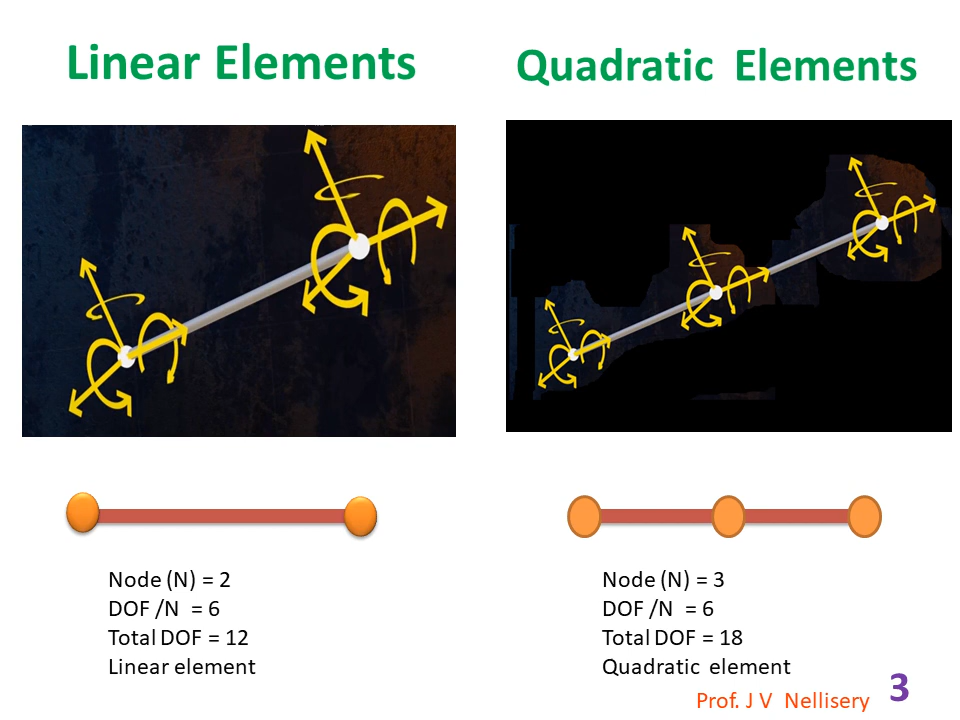 Linear Elements
Quadratic Elements
Node (N) = 2
DOF /N = 6
Total DOF = 12
Linear element
Node (N) = 3
DOF /N = 6
Total DOF = 18
Quadratic element
Prof. J V Nellisery
3